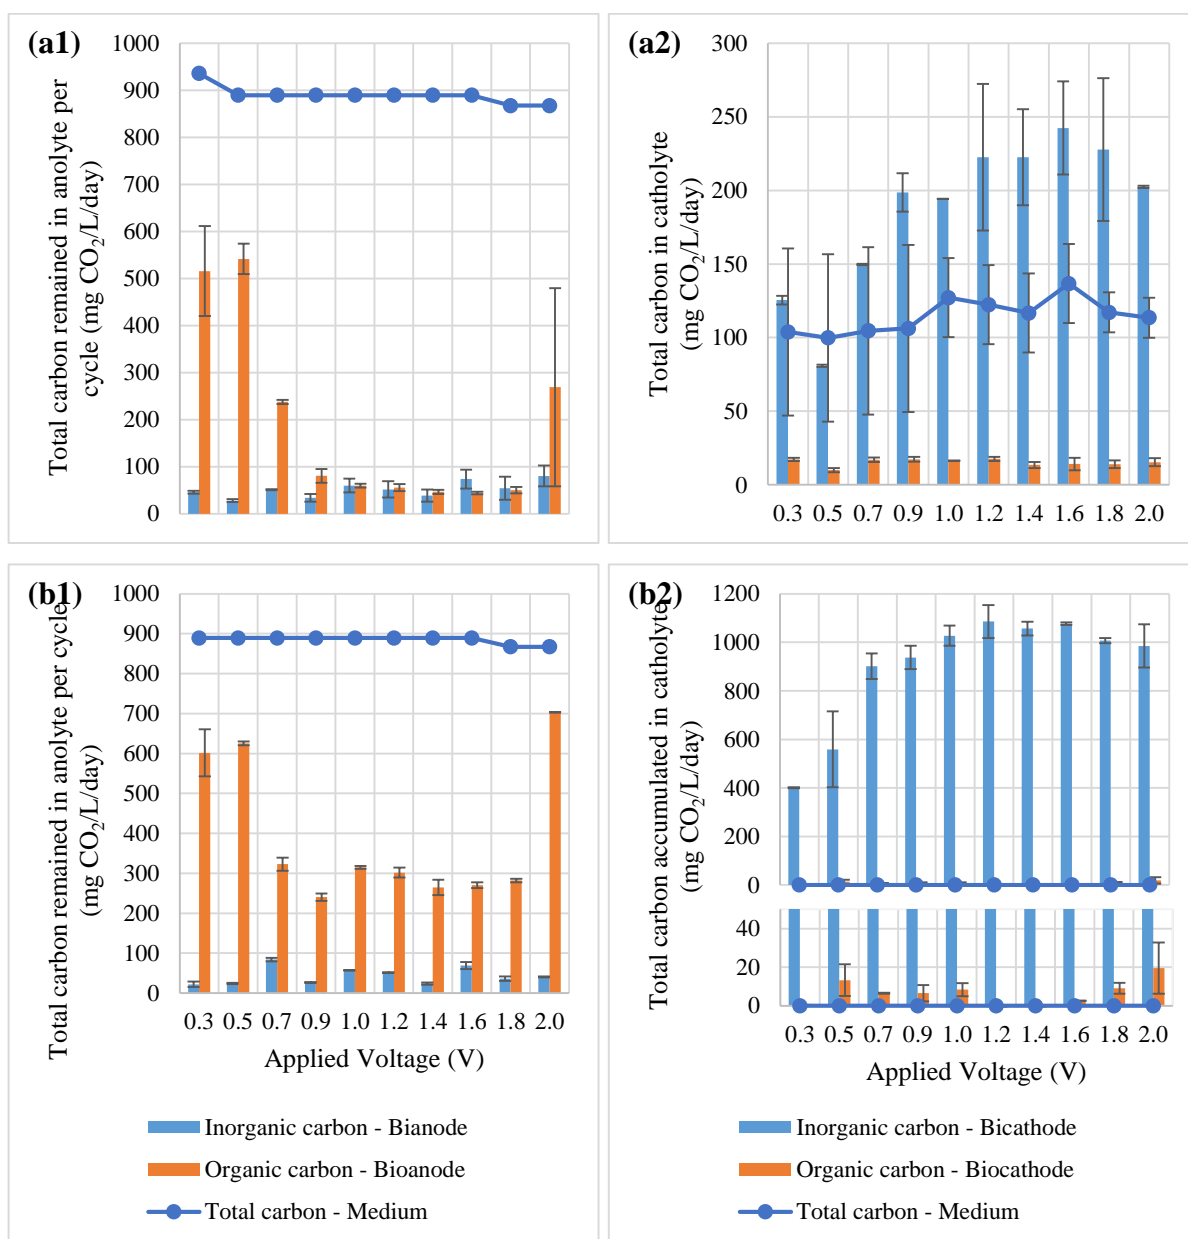 (a1)
Total carbon remained in anolyte per
cycle (mg CO₂/L/day)
1000
900
800
700
600
500
400
300
200
100
0
(a2)
Total carbon in catholyte
(mg CO₂/L/day)
300
250
200
150
100
50
0
0.3 0.5 0.7 0.9 1.0 1.2 1.4 1.6 1.8 2.0
(b1)
Total carbon remained in anolyte per cycle
(mg CO₂/L/day)
1000
900
800
700
600
500
400
300
200
100
0
0.3 0.5 0.7 0.9 1.0 1.2 1.4 1.6 1.8 2.0
Applied Voltage (V)
Inorganic carbon - Bianode
Organic carbon - Bioanode
Total carbon - Medium
(b2)
Total carbon accumulated in catholyte
(mg CO₂/L/day)
1200
1000
800
600
400
200
0
40
20
0
0.3 0.5 0.7 0.9 1.0 1.2 1.4 1.6 1.8 2.0
Applied Voltage (V)
Inorganic carbon - Bicathode
Organic carbon - Biocathode
Total carbon - Medium